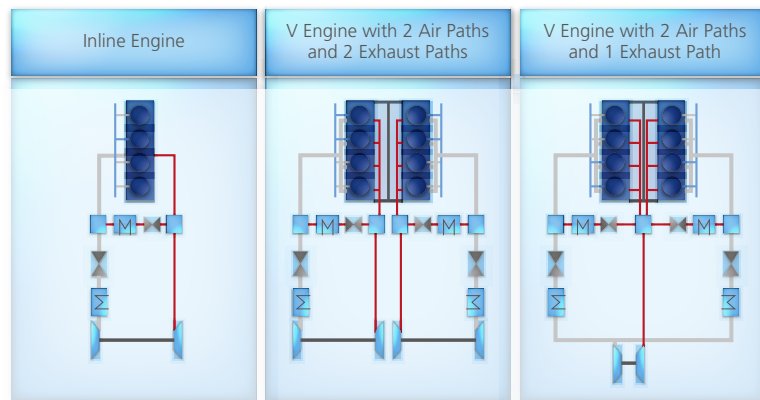 Inline Engine
V Engine with 2 Air Paths
and 2 Exhaust Paths
V Engine with 2 Air Paths
and 1 Exhaust Path